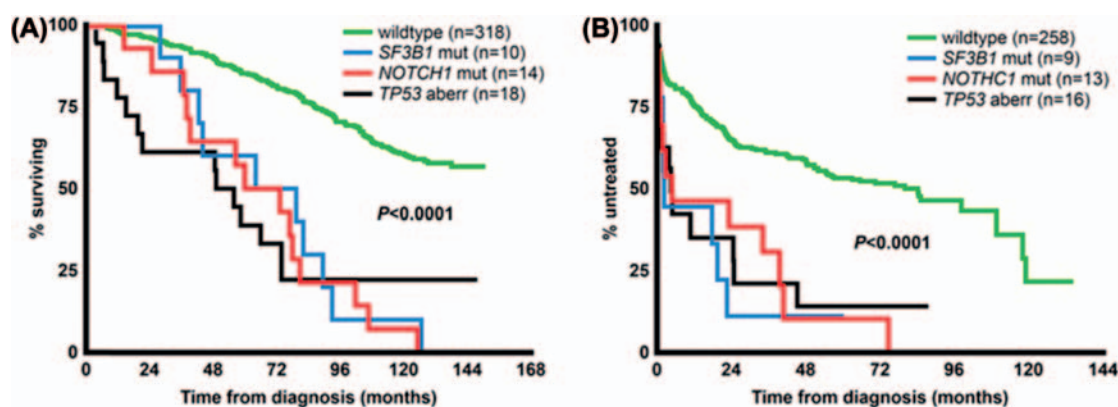 (A)
100
75
50
25
0
% surviving
wildtype (n=318)
SF3B1 mut (n=10)
NOTCH1 mut (n=14)
TP53 aberr (n=18)
P<0.0001
0 24 48 72 96 120 144 168
Time from diagnosis (months)
(B)
100
75
50
25
0
% untreated
wildtype (n=258)
SF3B1 mut (n=9)
NOTHC1 mut (n=13)
TP53 aberr (n=16)
P<0.0001
0 24 48 72 96 120 144
Time from diagnosis (months)